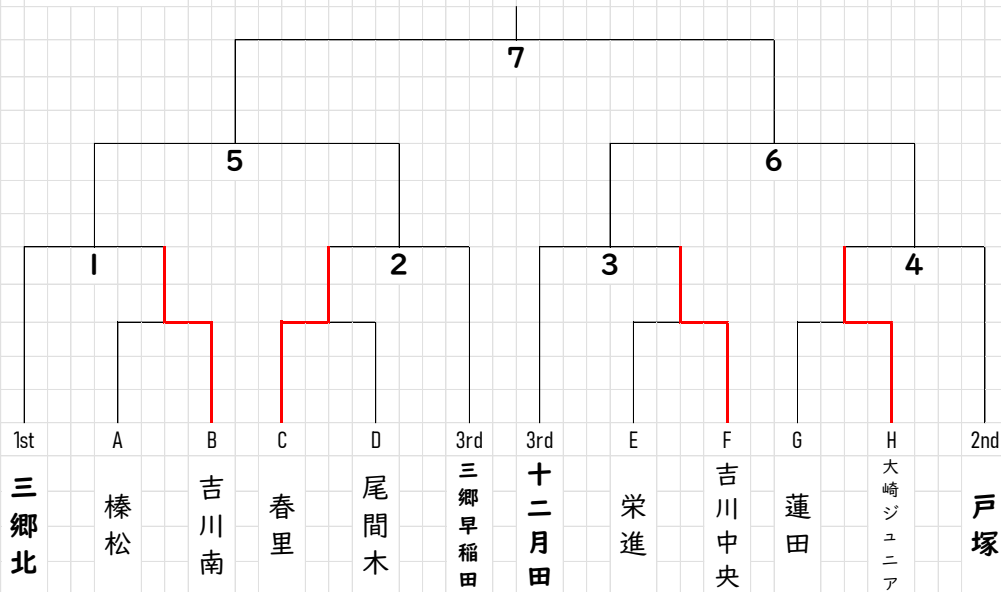 7
5
6
1
2
3
4
1st
A
B
C
D
3rd
3rd
E
F
G
H
2nd
三郷北
榛松
吉川南
春里
尾間木
三郷早稲田
十二月田
栄進
吉川中央
蓮田
大崎ジュニア
戸塚